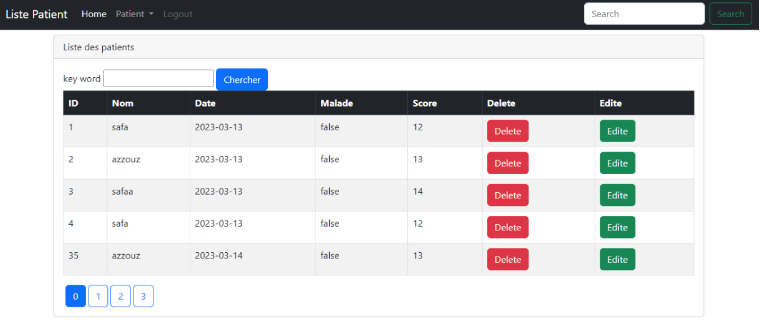 Liste Patient Home Patient Logout Search Search
Liste des patients
key word Chercher
ID Nom Date Malade Score Delete Edite
1 safa 2023-03-13 false 12 Delete Edite
2 azzouz 2023-03-13 false 13 Delete Edite
3 safaa 2023-03-13 false 14 Delete Edite
4 safa 2023-03-13 false 12 Delete Edite
35 azzouz 2023-03-14 false 13 Delete Edite
0 1 2 3